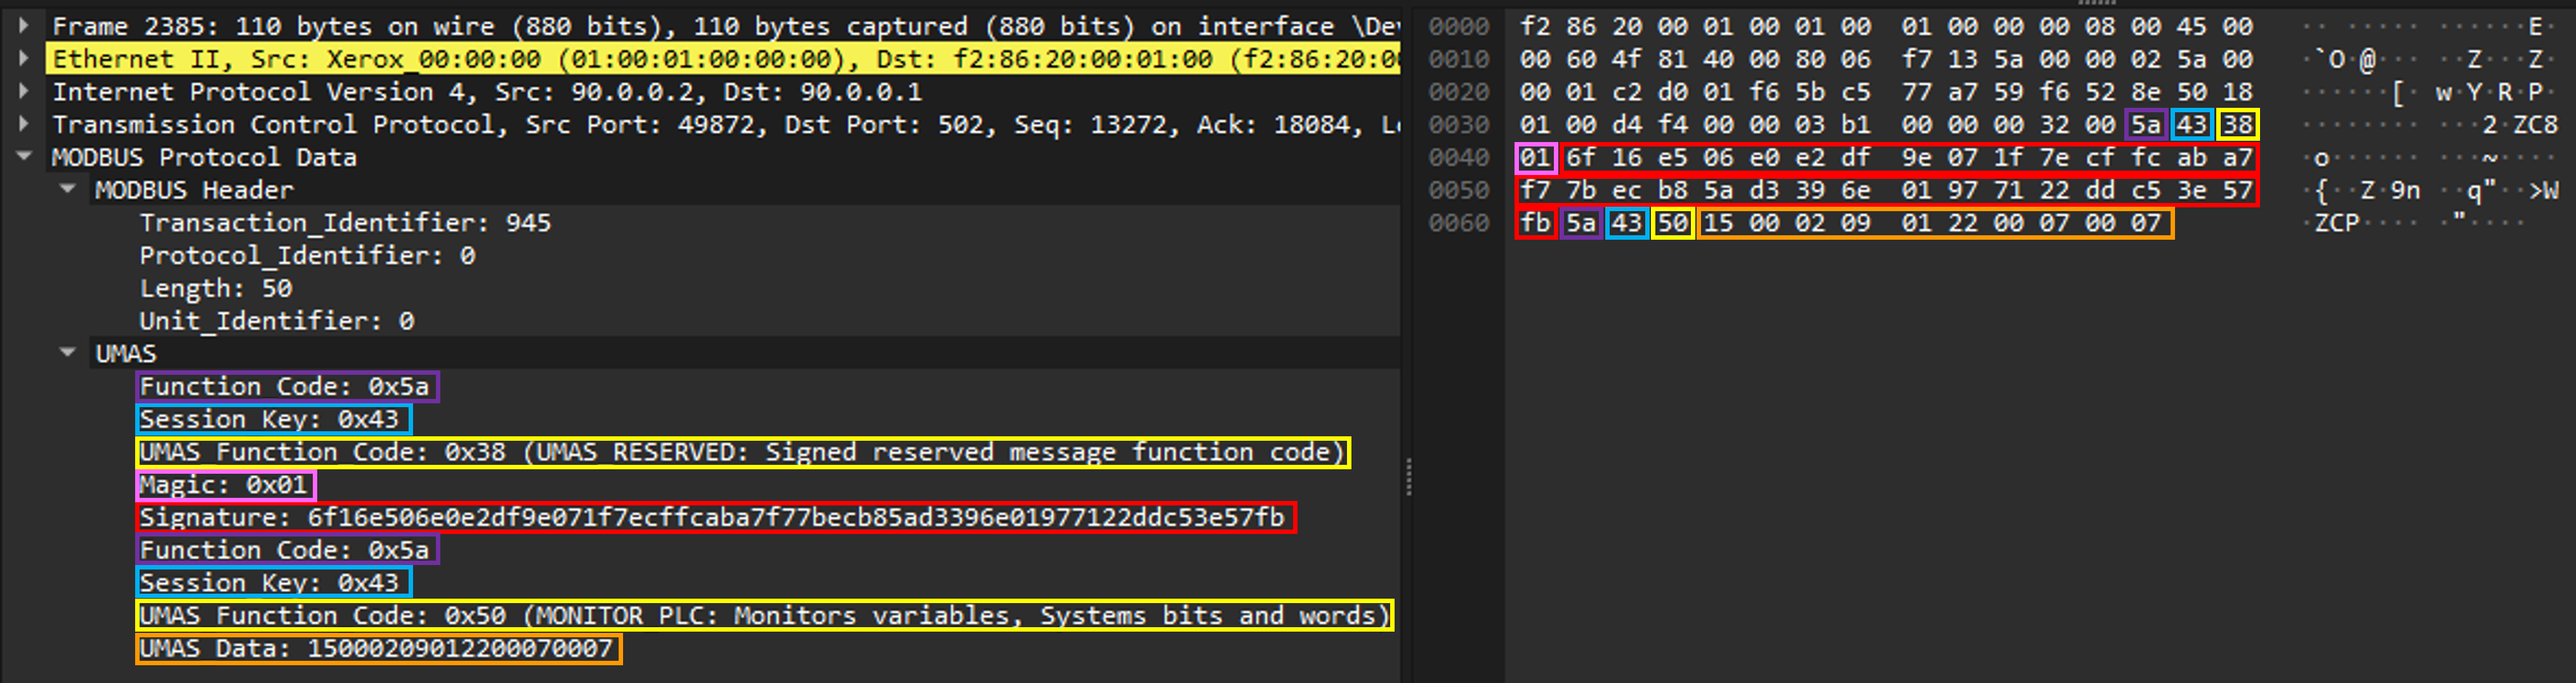 Frame 2385: 110 bytes on wire (880 bits), 110 bytes captured (880 bits) on interface \Dev
Ethernet II, Src: Xerox_00:00:00 (01:00:01:00:00:00), Dst: f2:86:20:00:01:00 (f2:86:20:00
Internet Protocol Version 4, Src: 90.0.0.2, Dst: 90.0.0.1
Transmission Control Protocol, Src Port: 49872, Dst Port: 502, Seq: 13272, Ack: 18084, Le
MODBUS Protocol Data
MODBUS Header
Transaction_Identifier: 945
Protocol_Identifier: 0
Length: 50
Unit_Identifier: 0
UMAS
Function Code: 0x5a
Session Key: 0x43
UMAS Function Code: 0x38 (UMAS_RESERVED: Signed reserved message function code)
Magic: 0x01
Signature: 6f16e506e0e2df9e071f7ecffcaba7f77becb85ad3396e01977122ddc53e57fb
Function Code: 0x5a
Session Key: 0x43
UMAS Function Code: 0x50 (MONITOR PLC: Monitors variables, Systems bits and words)
UMAS Data: 15000209012200070007
0000 f2 86 20 00 01 00 01 00 01 00 00 00 08 00 45 00 ·· ····· ······E·
0010 00 60 4f 81 40 00 80 06 f7 13 5a 00 00 02 5a 00 ·`O·@··· ··Z···Z·
0020 00 01 c2 d0 01 f6 5b c5 77 a7 59 f6 52 8e 50 18 ······[· w·Y·R·P·
0030 01 00 d4 f4 00 00 03 b1 00 00 00 32 00 5a 43 38 ········ ···2·ZC8
0040 01 6f 16 e5 06 e0 e2 df 9e 07 1f 7e cf fc ab a7 ·o······ ···~····
0050 f7 7b ec b8 5a d3 39 6e 01 97 71 22 dd c5 3e 57 ·{··Z·9n ··q"··>W
0060 fb 5a 43 50 15 00 02 09 01 22 00 07 00 07 ·ZCP···· ·"····